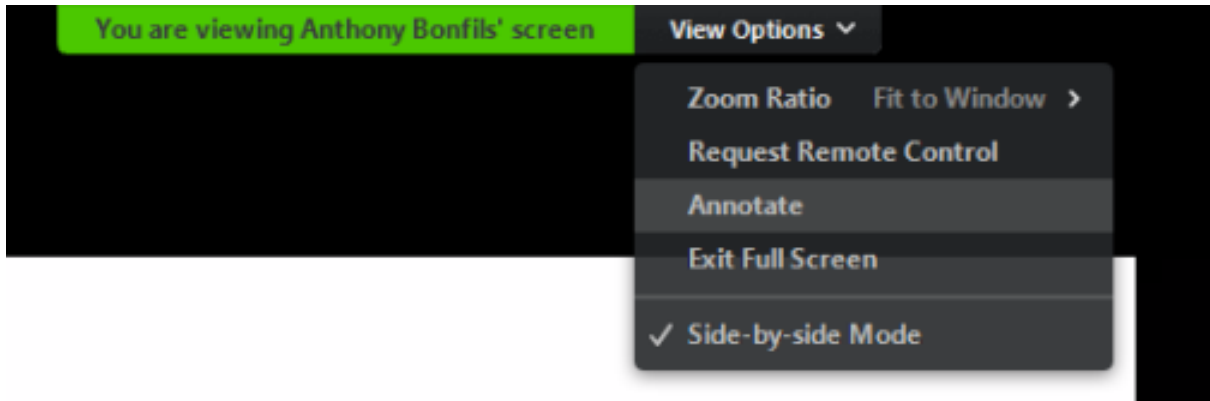 You are viewing Anthony Bonfils' screen View Options
Zoom Ratio Fit to Window
Request Remote Control
Annotate
Exit Full Screen
Side-by-side Mode